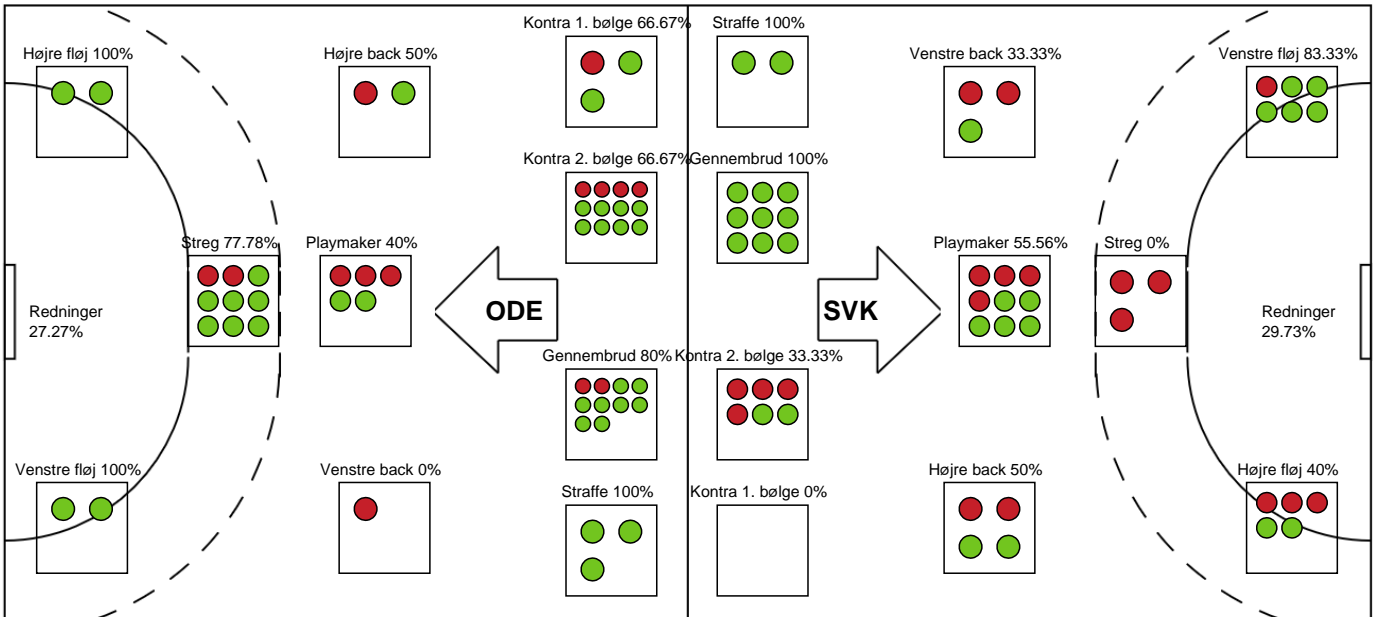 Kontra 1. bølge 66.67%
Straffe 100%
Højre fløj 100%
Højre back 50%
Venstre back 33.33%
Venstre fløj 83.33%
Kontra 2. bølge 66.67%
Gennembrud 100%
Streg 77.78%
Playmaker 40%
Playmaker 55.56%
Streg 0%
Redninger
27.27%
ODE
SVK
Redninger
29.73%
Gennembrud 80%
Kontra 2. bølge 33.33%
Venstre fløj 100%
Venstre back 0%
Højre back 50%
Højre fløj 40%
Straffe 100%
Kontra 1. bølge 0%